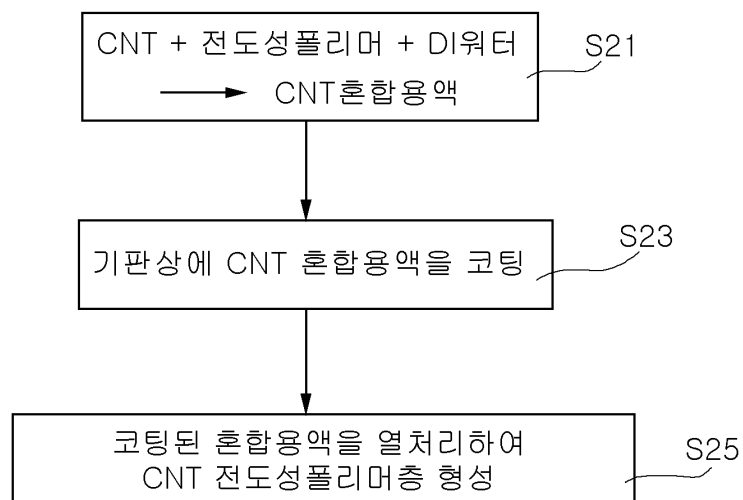 CNT + 전도성폴리머 + DI워터
CNT혼합용액
S21
기판상에 CNT 혼합용액을 코팅
S23
코팅된 혼합용액을 열처리하여
CNT 전도성폴리머층 형성
S25